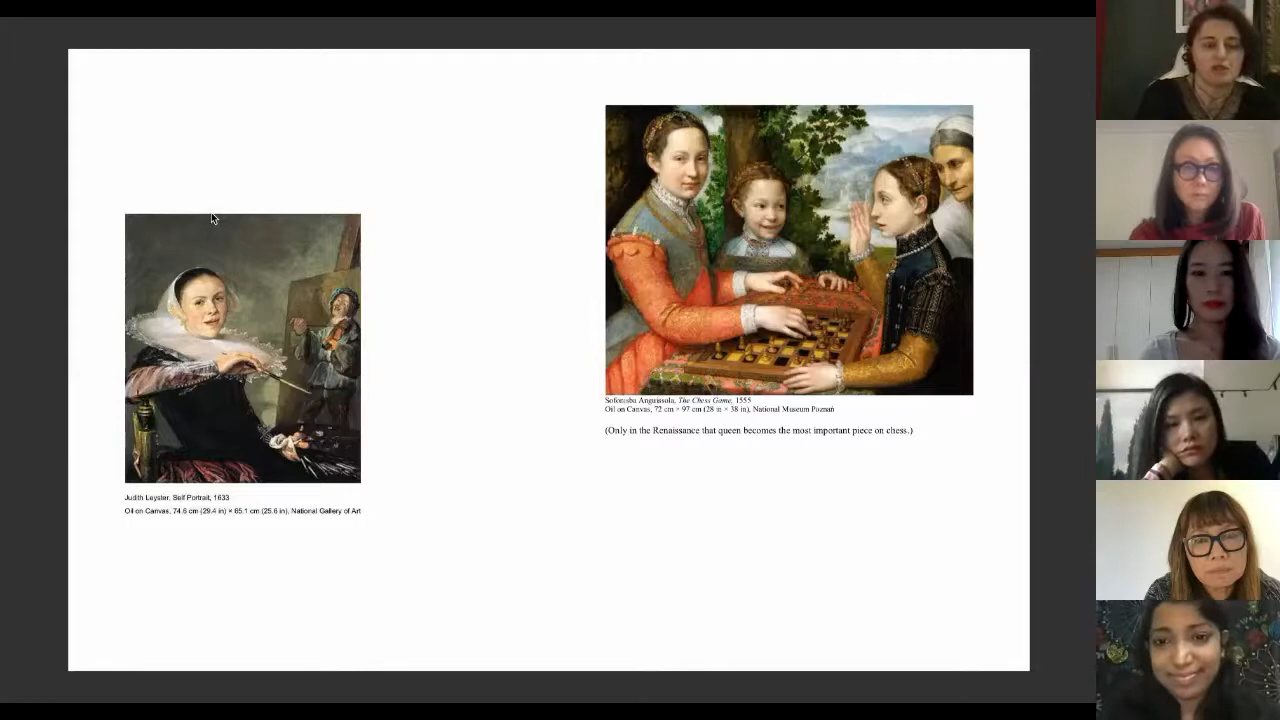 Sofonisba Anguissola, The Chess Game, 1555
Oil on Canvas, 72 cm × 97 cm (28 in × 38 in), National Museum Poznań
(Only in the Renaissance that queen becomes the most important piece on chess.)
Judith Leyster, Self Portrait, 1633
Oil on Canvas, 74.6 cm (29.4 in) × 65.1 cm (25.6 in), National Gallery of Art